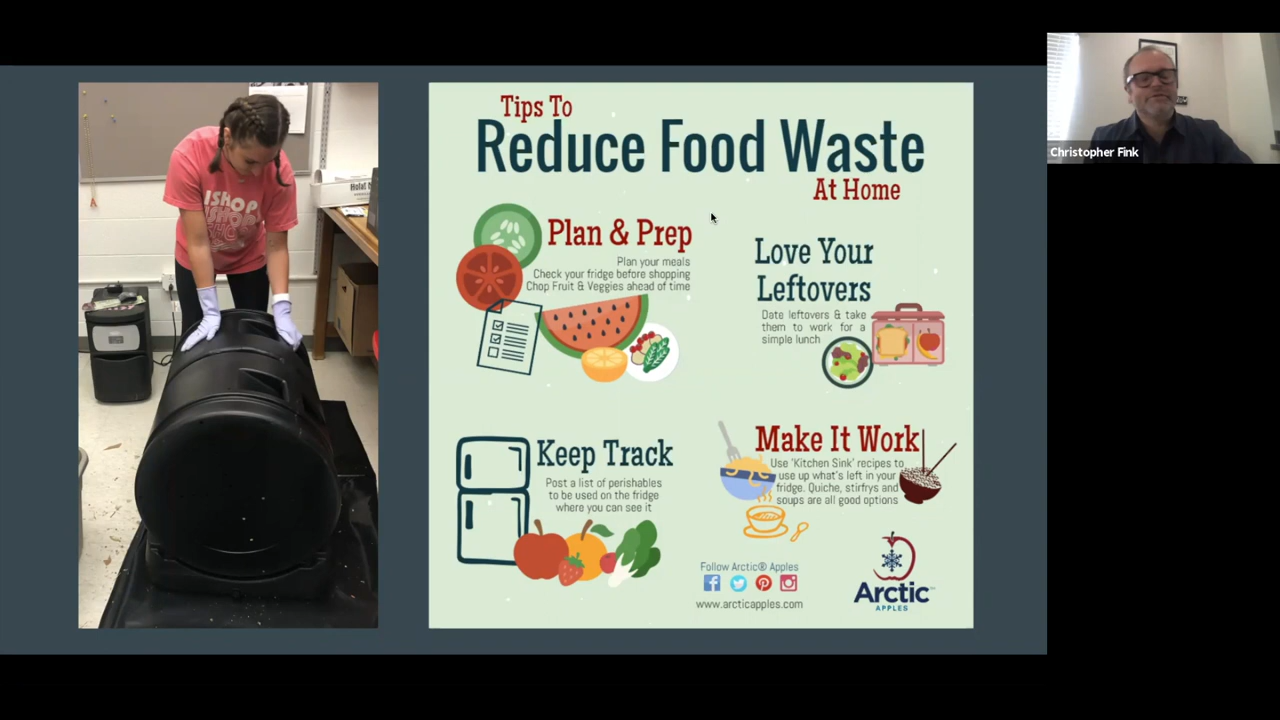 Tips To
Reduce Food Waste
At Home
Plan & Prep
Plan your meals
Check your fridge before shopping
Chop Fruit & Veggies ahead of time
Love Your
Leftovers
Date leftovers & take
them to work for a
simple lunch
Keep Track
Post a list of perishables
to be used on the fridge
where you can see it
Make It Work
Use 'Kitchen Sink' recipes to
use up what's left in your
fridge. Quiche, stirfrys and
soups are all good options
Follow Arctic® Apples
www.arcticapples.com
Arctic
APPLES
Christopher Fink